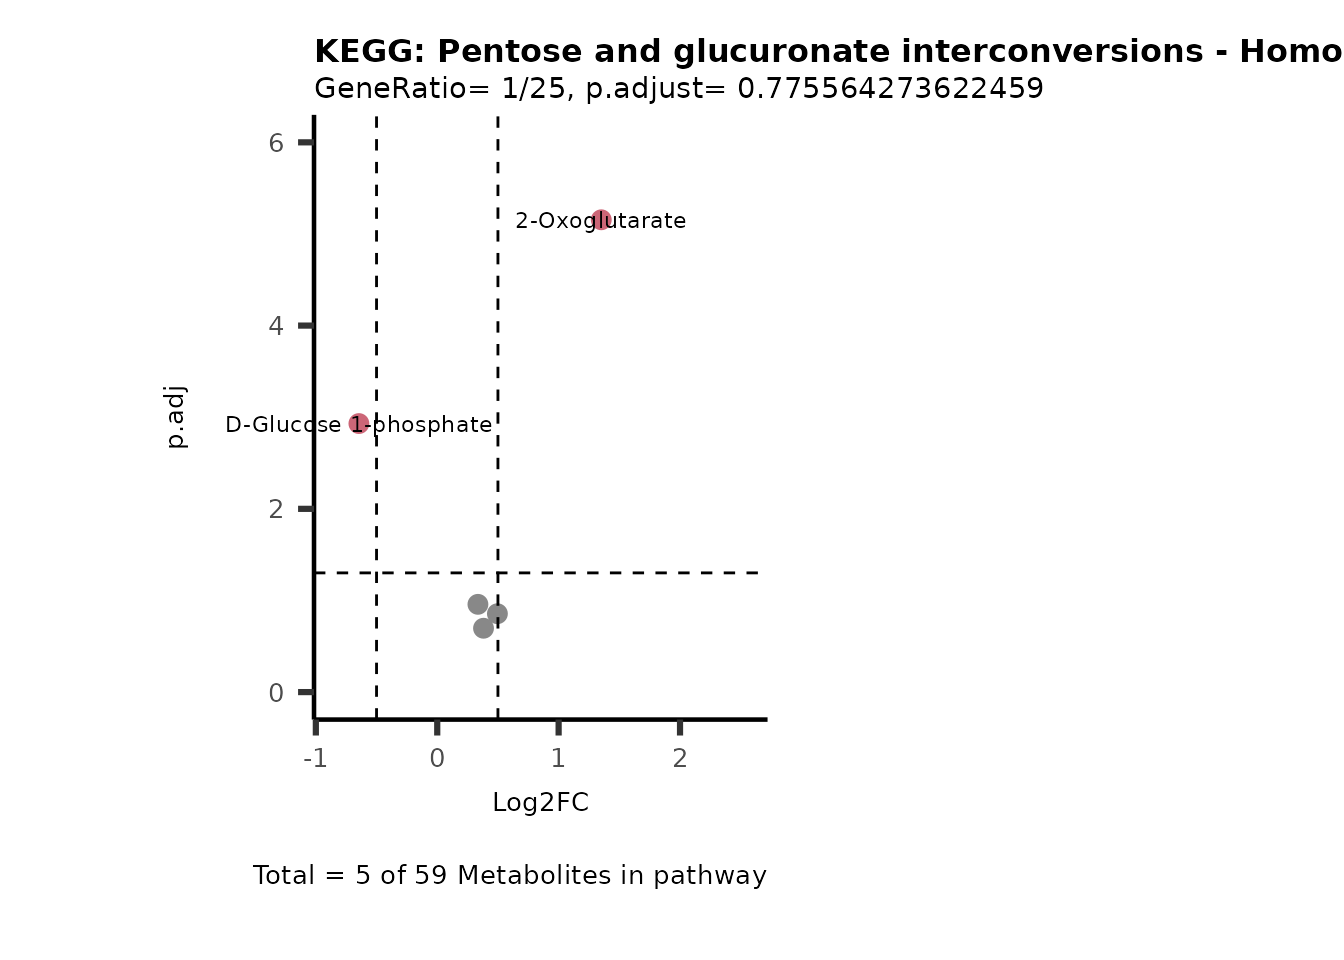 KEGG: Pentose and glucuronate interconversions - Homo
GeneRatio= 1/25, p.adjust= 0.775564273622459
6
2-Oxoglutarate
4
D-Glucose 1-phosphate
p.adj
2
0
-1 0 1 2
Log2FC
Total = 5 of 59 Metabolites in pathway